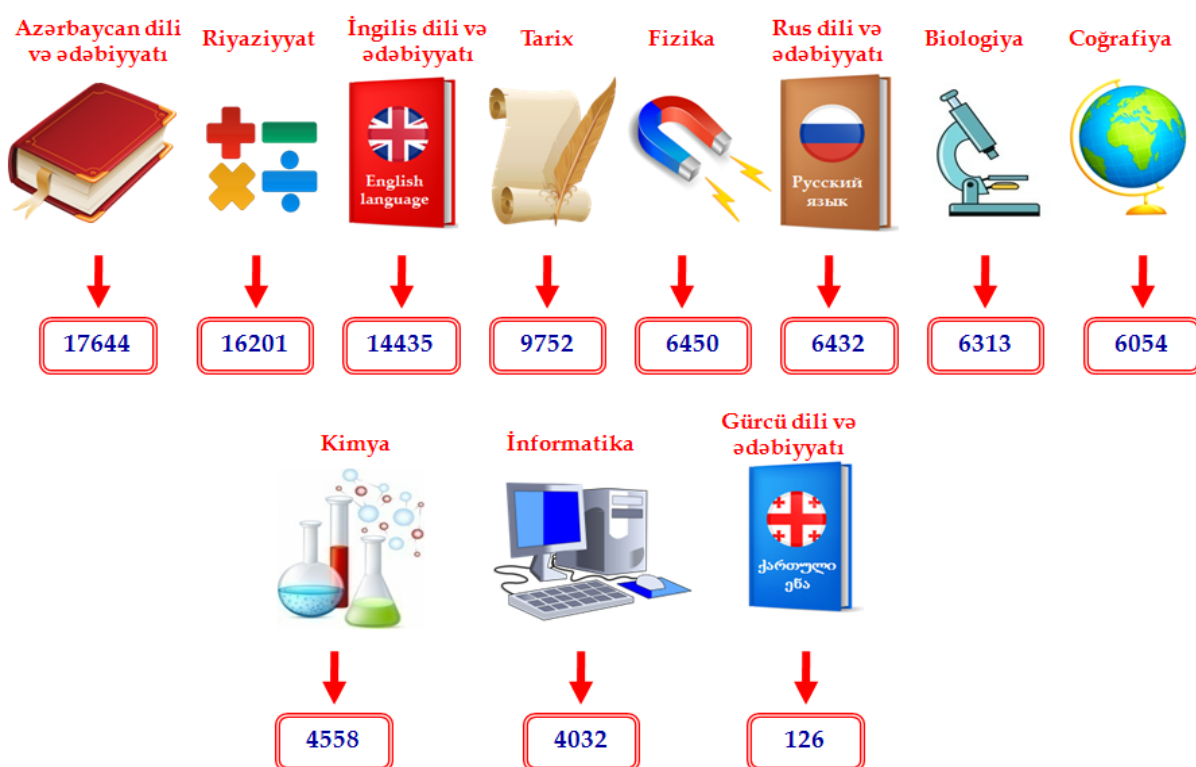 Azərbaycan dili
və ədəbiyyatı
Riyaziyyat
İngilis dili və
ədəbiyyatı
Tarix
Fizika
Rus dili və
ədəbiyyatı
Biologiya
Coğrafiya
English
language
Русский
язык
17644
16201
14435
9752
6450
6432
6313
6054
Kimya
İnformatika
Gürcü dili və
ədəbiyyatı
ქართული
ენა
4558
4032
126